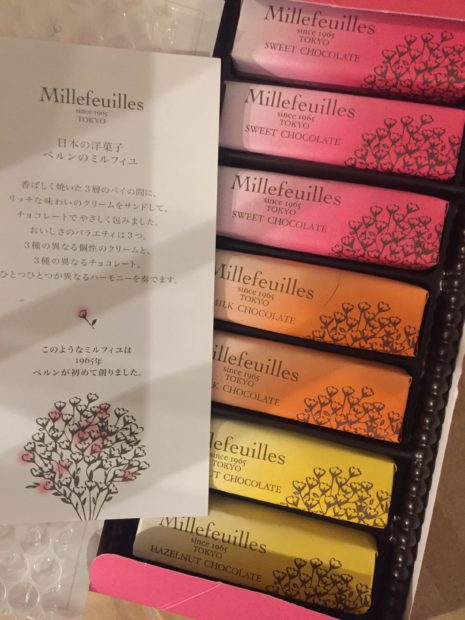 Millefeuilles
since 1965
TOKYO
日本の洋菓子
ベルンのミルフィユ
香ばしく焼いた3層のパイの間に、
リッチな味わいのクリームをサンドして、
チョコレートでやさしく包みました。
おいしさのバラエティは3つ。
3種の異なる個性のクリームと、
3種の異なるチョコレート。
ひとつひとつが異なるハーモニーを奏でます。
このようなミルフィユは
1965年
ベルンが初めて創りました。
Millefeuilles
since 1965
TOKYO
SWEET CHOCOLATE
Millefeuilles
since 1965
TOKYO
SWEET CHOCOLATE
Millefeuilles
since 1965
TOKYO
SWEET CHOCOLATE
Millefeuilles
since 1965
TOKYO
MILK CHOCOLATE
Millefeuilles
since 1965
TOKYO
CHOCOLATE
Millefeuilles
since 1965
TOKYO
CHOCOLATE
Millefeuilles
since 1965
TOKYO
HAZELNUT CHOCOLATE